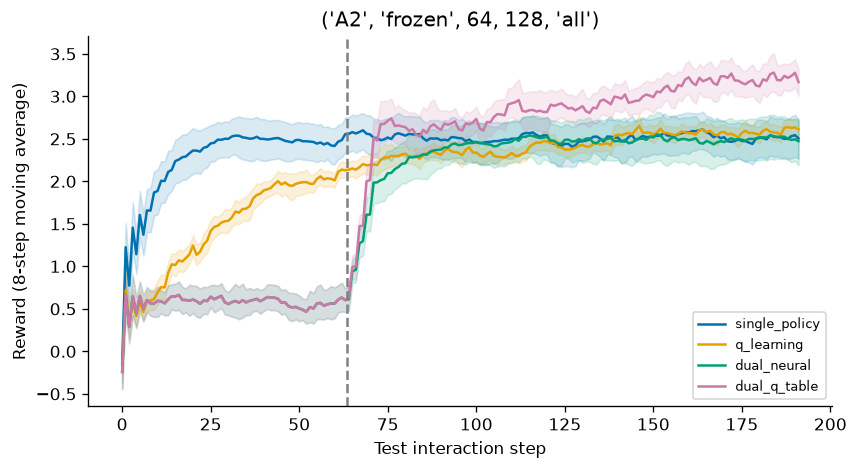 ('A2', 'frozen', 64, 128, 'all')
Reward (8-step moving average)
3.5
3.0
2.5
2.0
1.5
1.0
0.5
0.0
−0.5
0
25
50
75
100
125
150
175
200
Test interaction step
single_policy
q_learning
dual_neural
dual_q_table